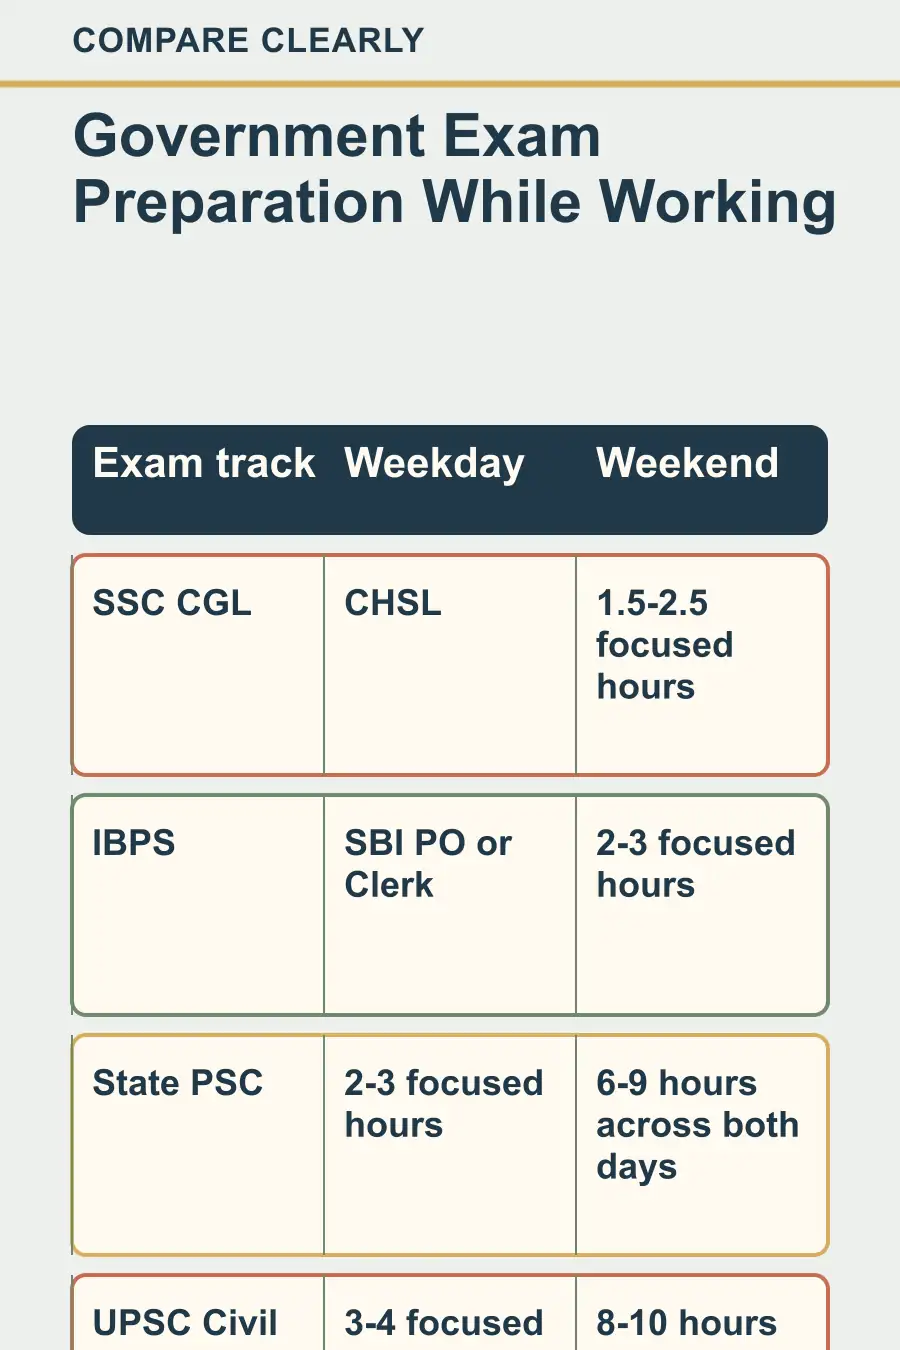 COMPARE CLEARLY
Government Exam
Preparation While Working
Exam track Weekday Weekend
SSC CGL CHSL 1.5-2.5
focused
hours
IBPS SBI PO or 2-3 focused
Clerk hours
State PSC 2-3 focused 6-9 hours
hours across both
days
UPSC Civil 3-4 focused 8-10 hours